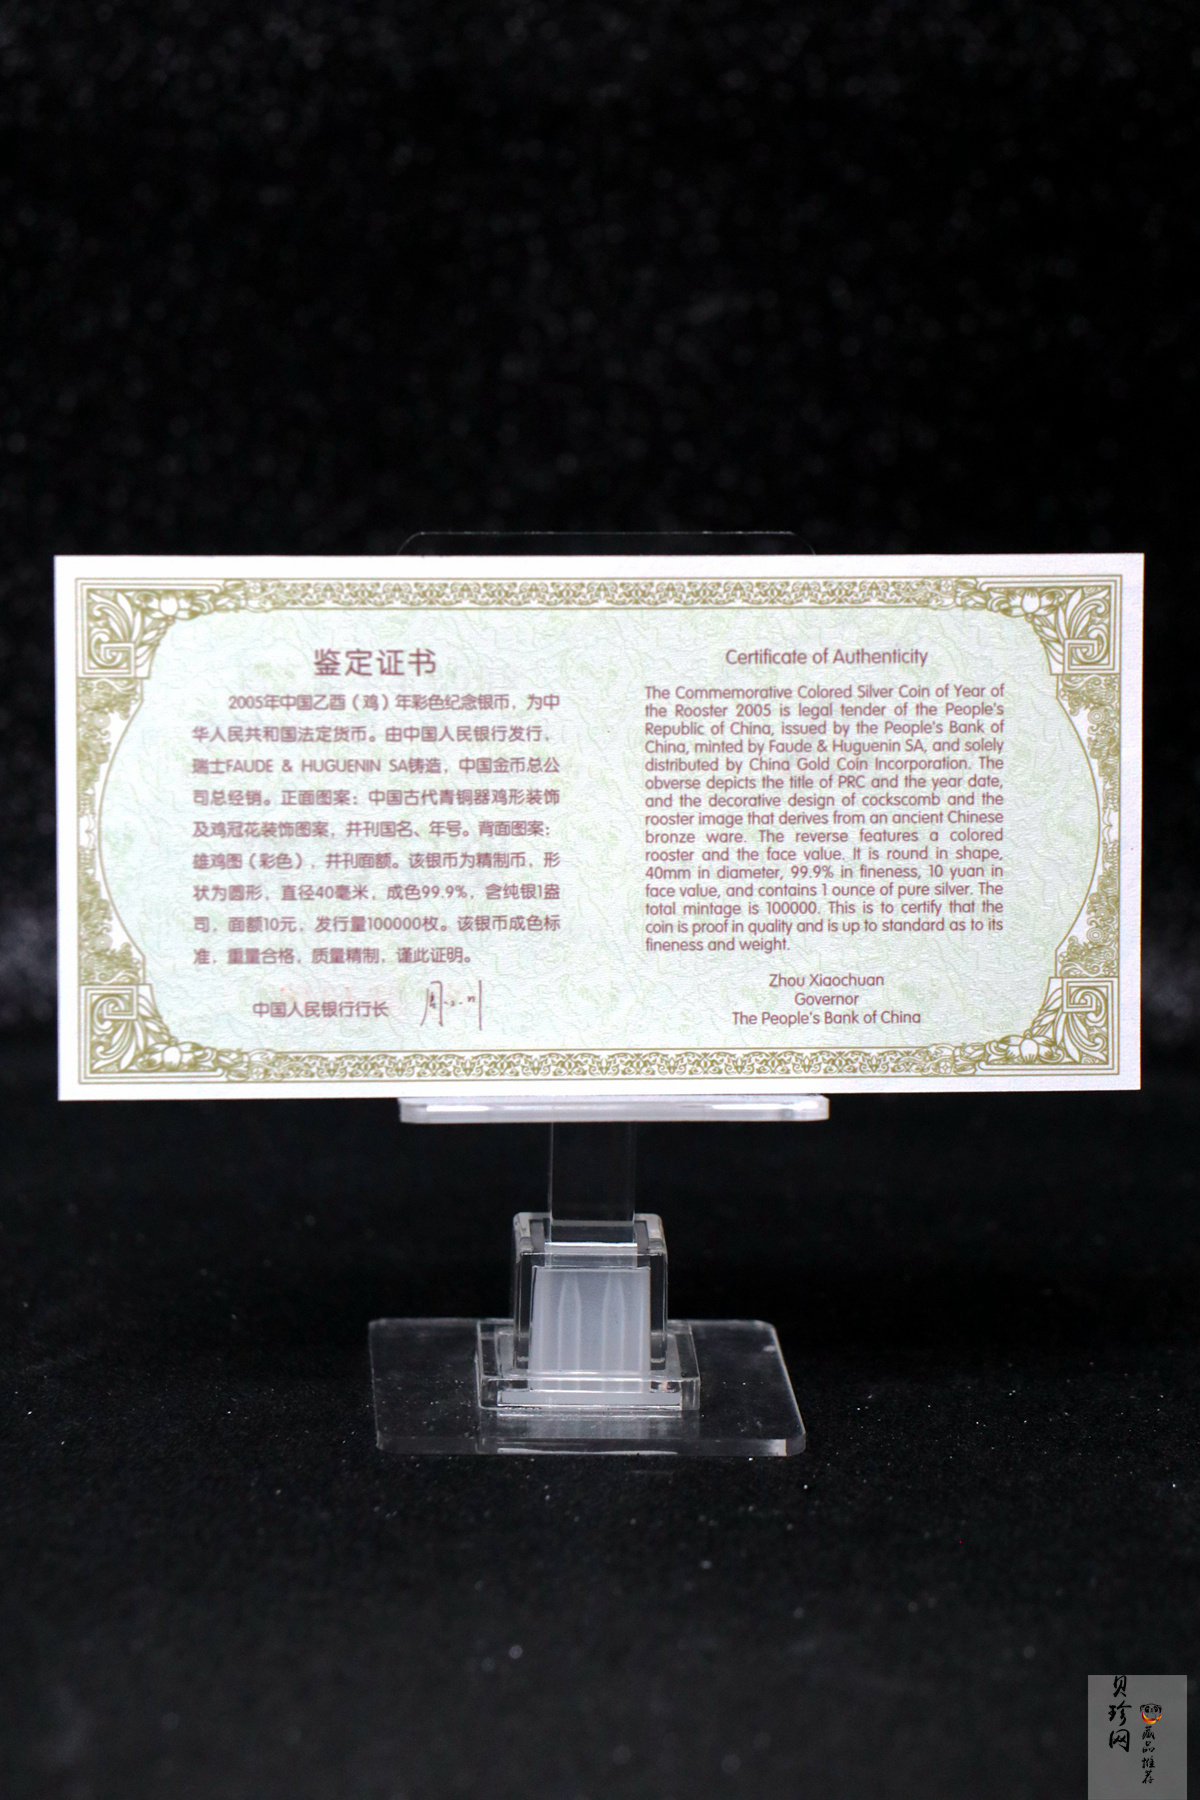 鉴定证书
2005年中国乙酉（鸡）年彩色纪念银币，为中
华人民共和国法定货币。由中国人民银行发行，
瑞士FAUDE & HUGUENIN SA铸造，中国金币总公
司总经销。正面图案：中国古代青铜器鸡形装饰
及鸡冠花装饰图案，并刊国名、年号。背面图案：
雄鸡图（彩色），并刊面额。该银币为精制币，形
状为圆形，直径40毫米，成色99.9%，含纯银1盎
司，面额10元，发行量100000枚。该银币成色标
准，重量合格，质量精制，谨此证明。
中国人民银行行长
Certificate of Authenticity
The Commemorative Colored Silver Coin of Year of
the Rooster 2005 is legal tender of the People's
Republic of China, issued by the People's Bank of
China, minted by Faude & Huguenin SA, and solely
distributed by China Gold Coin Incorporation. The
obverse depicts the title of PRC and the year date,
and the decorative design of cockscomb and the
rooster image that derives from an ancient Chinese
bronze ware. The reverse features a colored
rooster and the face value. It is round in shape,
40mm in diameter, 99.9% in fineness, 10 yuan in
face value, and contains 1 ounce of pure silver. The
total mintage is 100000. This is to certify that the
coin is proof in quality and is up to standard as to its
fineness and weight.
Zhou Xiaochuan
Governor
The People's Bank of China
贝珍网
藏品推荐